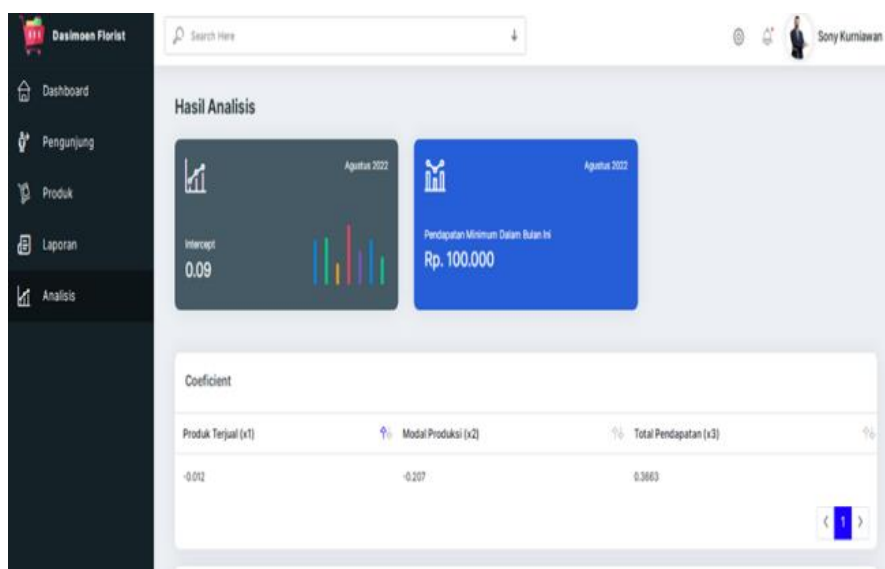 Dasimoen Florist
Search Here
Sony Kurniawan
Dashboard
Pengunjung
Produk
Laporan
Analisis
Hasil Analisis
Agustus 2022
Intercept
0.09
Agustus 2022
Pendapatan Minimum Dalam Bulan Ini
Rp. 100.000
Coeficient
Produk Terjual (x1) Modal Produksi (x2) Total Pendapatan (x3)
-0.012 -0.207 0.3663
1